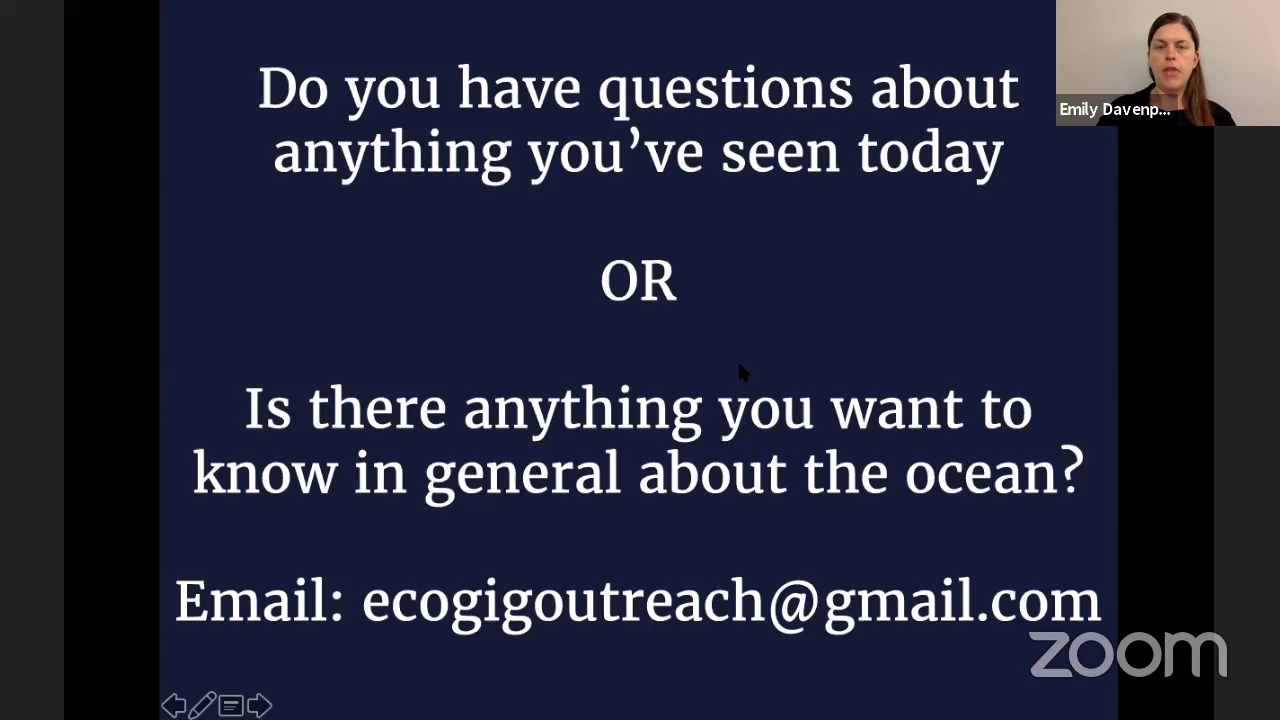 Do you have questions about
anything you’ve seen today
OR
Is there anything you want to
know in general about the ocean?
Email: ecogigoutreach@gmail.com
Emily Davenp...
zoom